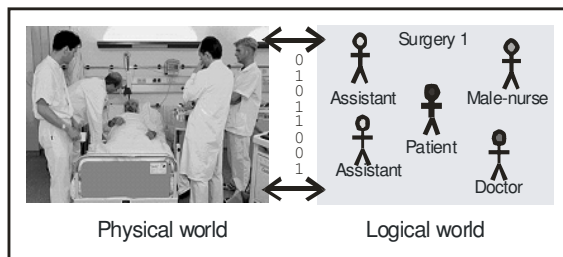 Surgery 1
0
1
0
1
1
0
0
1
Assistant
Male-nurse
Patient
Assistant
Doctor
Physical world
Logical world